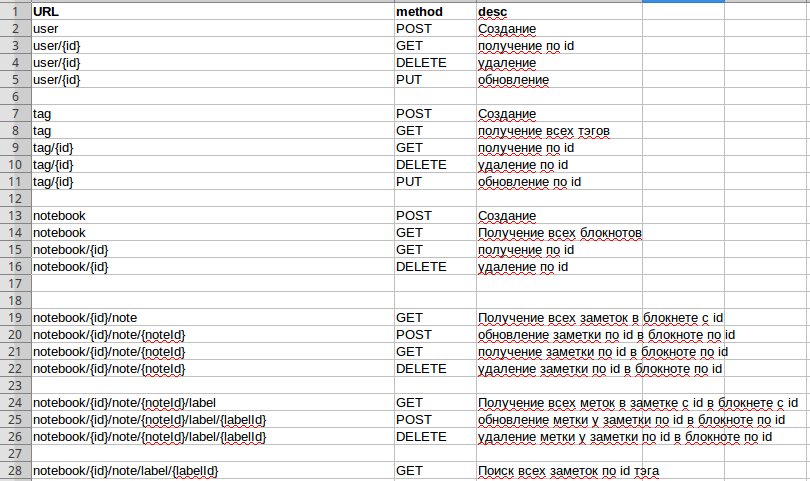 1 URL method desc
2 user POST Создание
3 user/{id} GET получение по id
4 user/{id} DELETE удаление
5 user/{id} PUT обновление
6
7 tag POST Создание
8 tag GET получение всех тэгов
9 tag/{id} GET получение по id
10 tag/{id} DELETE удаление по id
11 tag/{id} PUT обновление по id
12
13 notebook POST Создание
14 notebook GET Получение всех блокнотов
15 notebook/{id} GET получение по id
16 notebook/{id} DELETE удаление по id
17
18
19 notebook/{id}/note GET Получение всех заметок в блокнете с id
20 notebook/{id}/note/{noteId} POST обновление заметки по id в блокноте по id
21 notebook/{id}/note/{noteId} GET получение заметки по id в блокноте по id
22 notebook/{id}/note/{noteId} DELETE удаление заметки по id в блокноте по id
23
24 notebook/{id}/note/{noteId}/label GET Получение всех меток в заметке с id в блокнете с id
25 notebook/{id}/note/{noteId}/label/{labelId} POST обновление метки у заметки по id в блокноте по id
26 notebook/{id}/note/{noteId}/label/{labelId} DELETE удаление метки у заметки по id в блокноте по id
27
28 notebook/{id}/note/label/{labelId} GET Поиск всех заметок по id тэга